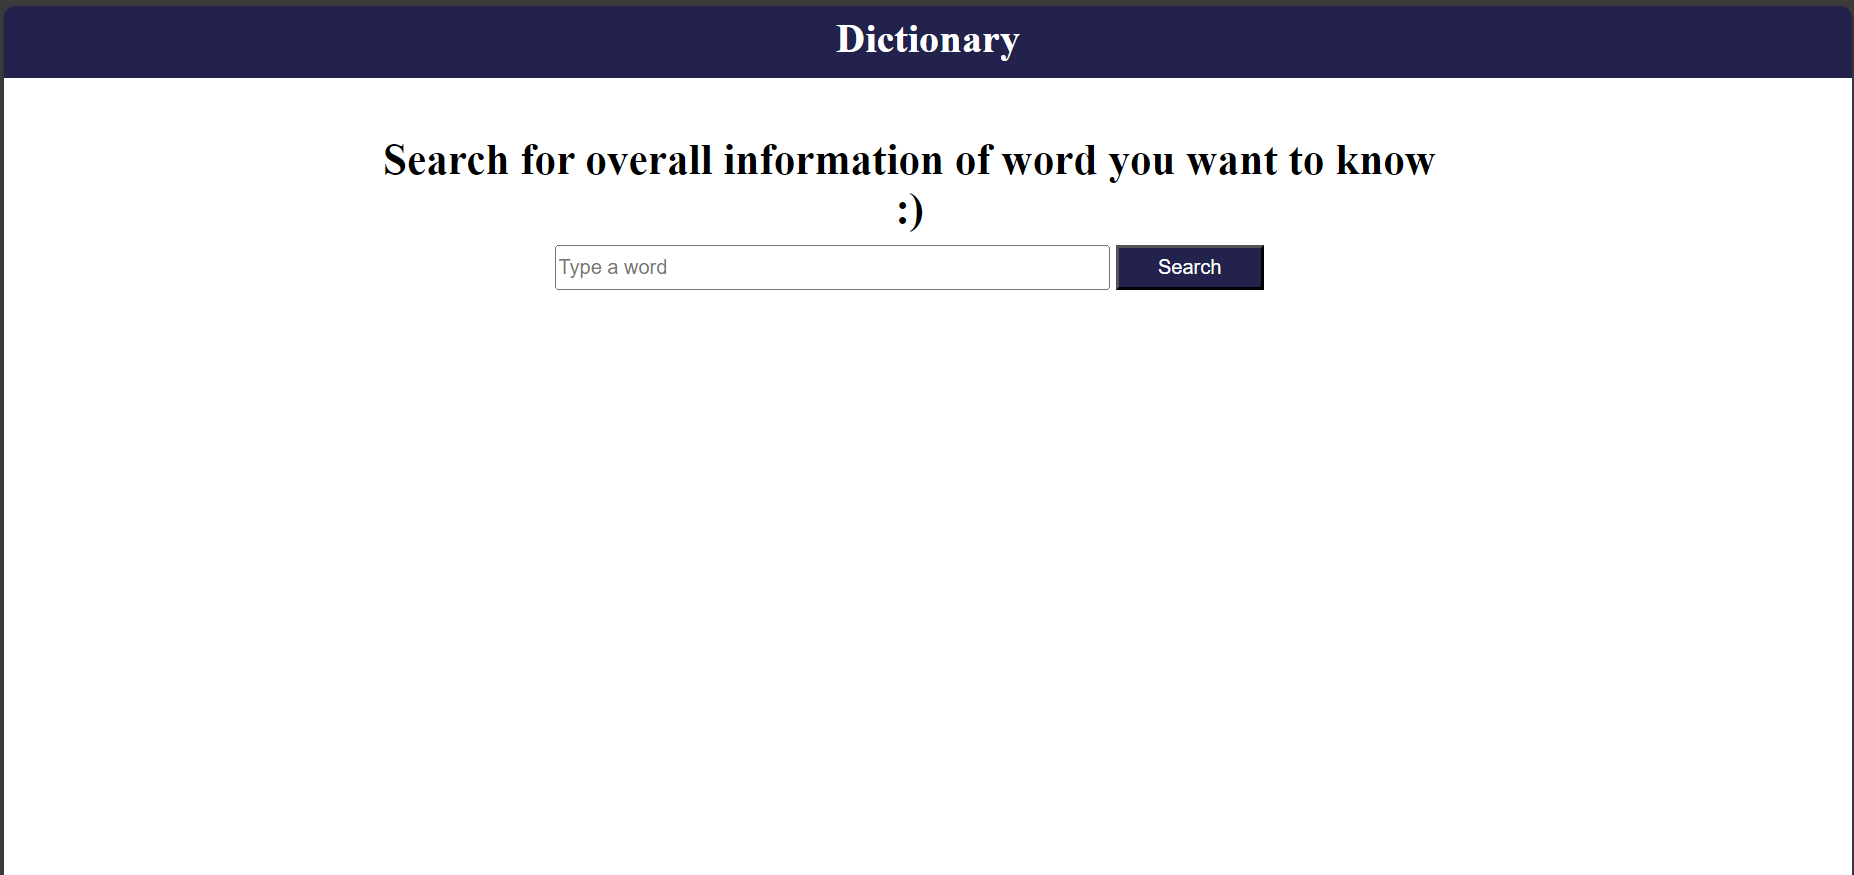 Dictionary
Search for overall information of word you want to know
:)
Type a word
Search